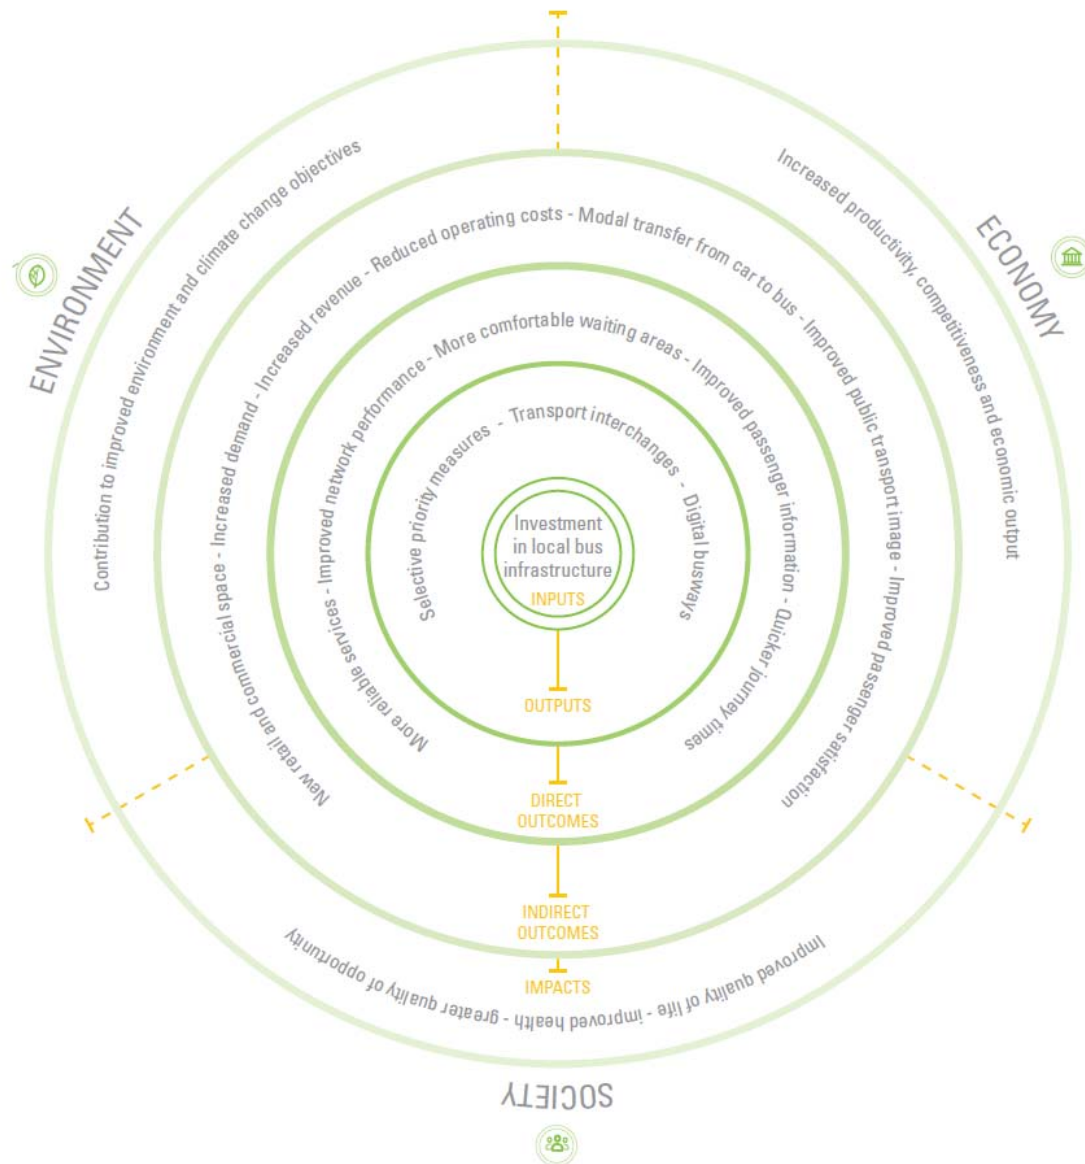 ENVIRONMENT
ECONOMY
SOCIETY
Contribution to improved environment and climate change objectives
Increased productivity, competitiveness and economic output
Improved quality of life - improved health - greater quality of opportunity
New retail and commercial space - Increased demand - Increased revenue - Reduced operating costs - Modal transfer from car to bus - Improved public transport image - Improved passenger satisfaction
More reliable services - Improved network performance - More comfortable waiting areas - Improved passenger information - Quicker journey times
Selective priority measures - Transport interchanges - Digital busways
Investment
in local bus
infrastructure
INPUTS
OUTPUTS
DIRECT
OUTCOMES
INDIRECT
OUTCOMES
IMPACTS